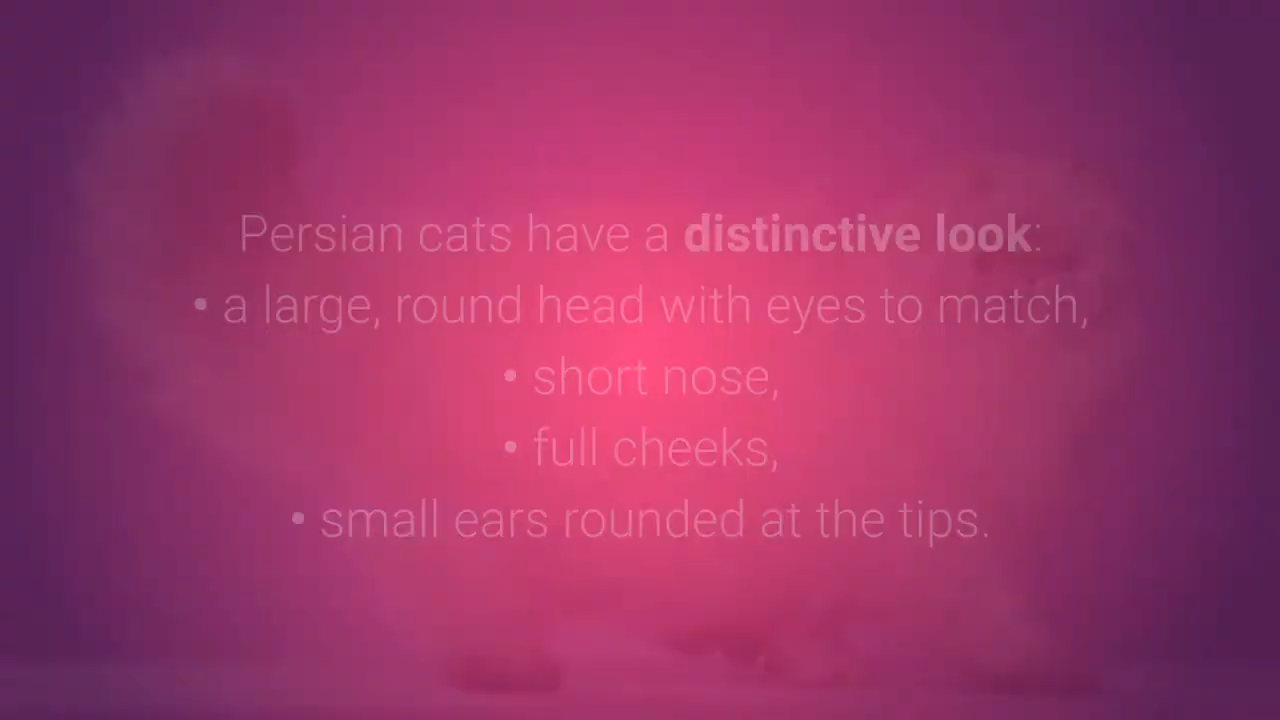 Persian cats have a distinctive look:
• a large, round head with eyes to match,
• short nose,
• full cheeks,
• small ears rounded at the tips.